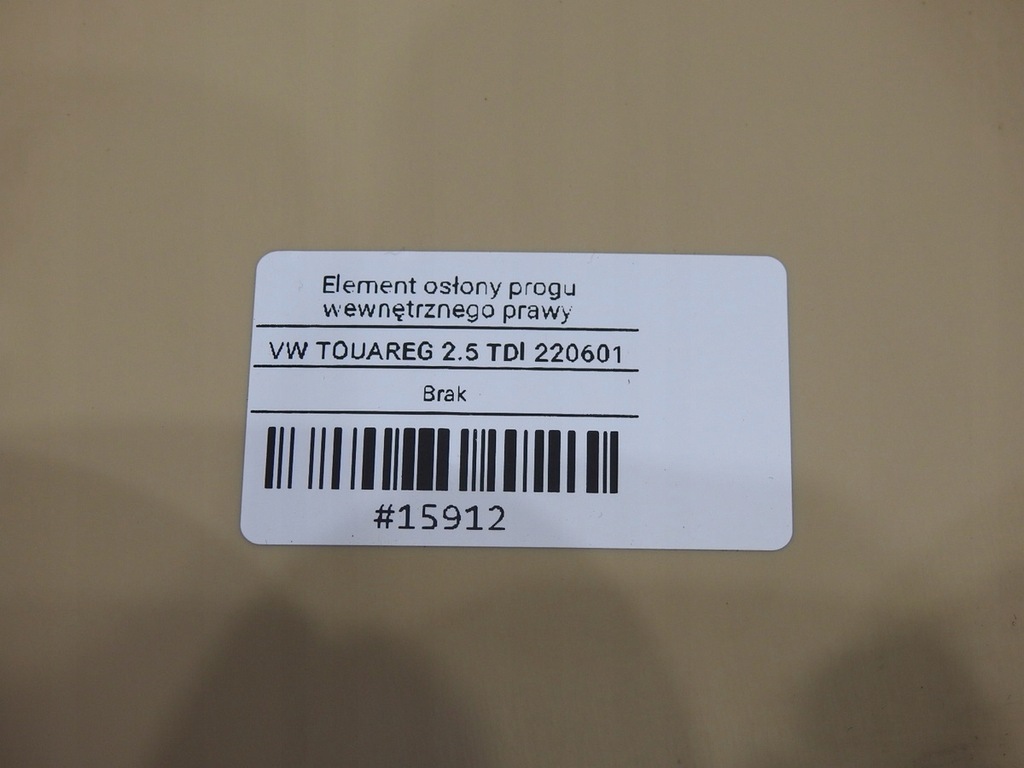 Element osłony progu
wewnętrznego prawy
VW TOUAREG 2.5 TDI 220601
Brak
#15912